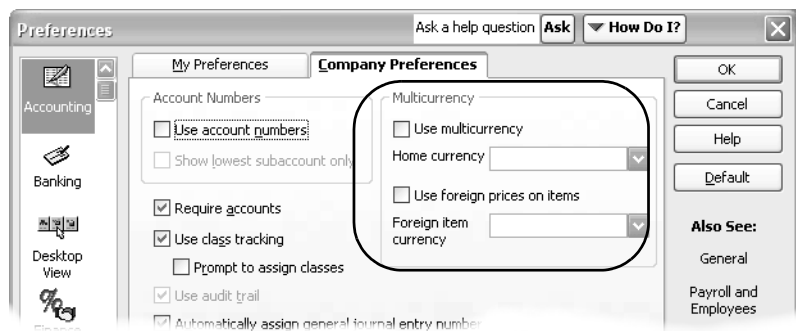 Preferences
Ask a help question Ask How Do I?
My Preferences
Company Preferences
Accounting
Banking
Desktop
View
Account Numbers
Use account numbers
Show lowest subaccount only
Require accounts
Use class tracking
Prompt to assign classes
Use audit trail
Automatically assign general journal entry number
Multicurrency
Use multicurrency
Home currency
Use foreign prices on items
Foreign item
currency
OK
Cancel
Help
Default
Also See:
General
Payroll and
Employees